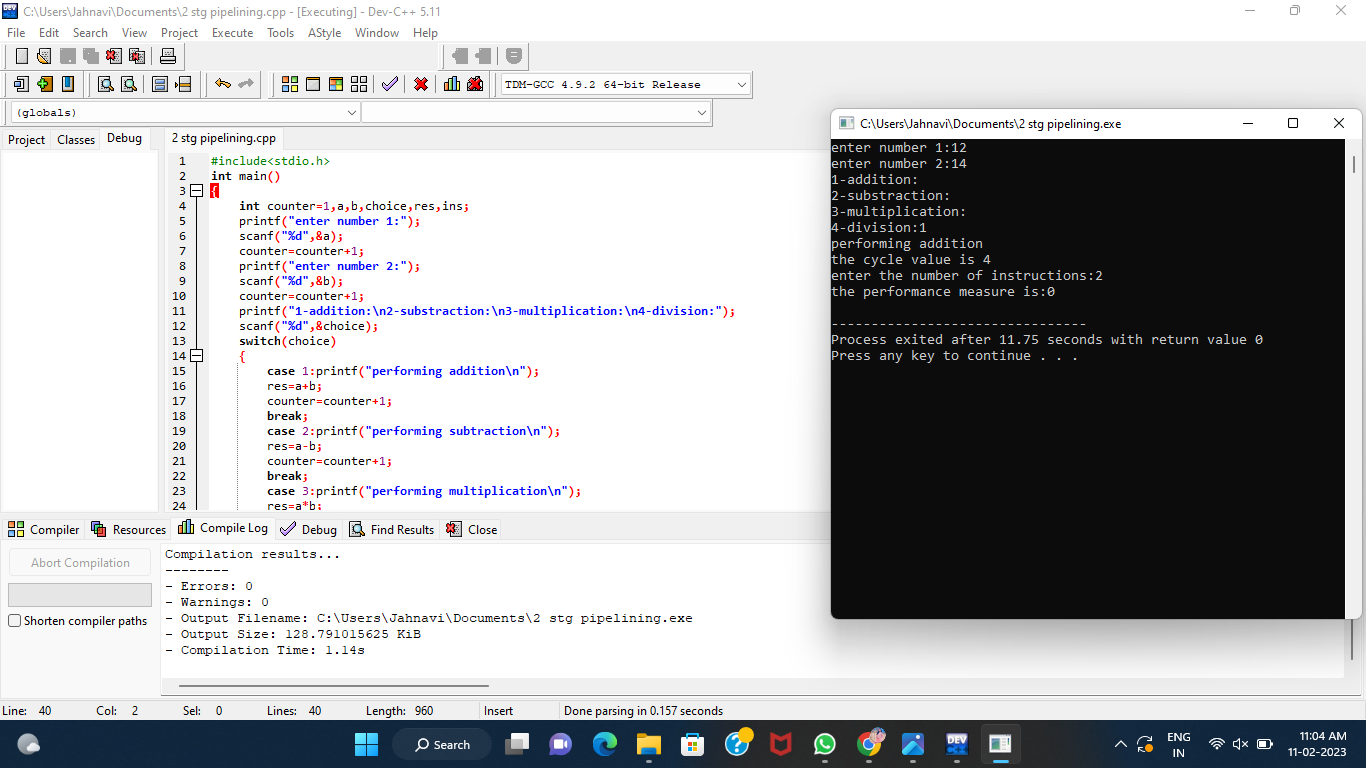 C:\Users\Jahnavi\Documents\2 stg pipelining.cpp - [Executing] - Dev-C++ 5.11
File Edit Search View Project Execute Tools AStyle Window Help
TDM-GCC 4.9.2 64-bit Release
(globals)
Project Classes Debug
2 stg pipelining.cpp
1 #include<stdio.h>
2 int main()
3 {
4 int counter=1,a,b,choice,res,ins;
5 printf("enter number 1:");
6 scanf("%d",&a);
7 counter=counter+1;
8 printf("enter number 2:");
9 scanf("%d",&b);
10 counter=counter+1;
11 printf("1-addition:\n2-substraction:\n3-multiplication:\n4-division:");
12 scanf("%d",&choice);
13 switch(choice)
14 {
15 case 1:printf("performing addition\n");
16 res=a+b;
17 counter=counter+1;
18 break;
19 case 2:printf("performing subtraction\n");
20 res=a-b;
21 counter=counter+1;
22 break;
23 case 3:printf("performing multiplication\n");
24 res=a*b;
C:\Users\Jahnavi\Documents\2 stg pipelining.exe
enter number 1:12
enter number 2:14
1-addition:
2-substraction:
3-multiplication:
4-division:1
performing addition
the cycle value is 4
enter the number of instructions:2
the performance measure is:0
--------------------------------
Process exited after 11.75 seconds with return value 0
Press any key to continue . . .
Compiler Resources Compile Log Debug Find Results Close
Abort Compilation
Shorten compiler paths
Compilation results...
--------
- Errors: 0
- Warnings: 0
- Output Filename: C:\Users\Jahnavi\Documents\2 stg pipelining.exe
- Output Size: 128.791015625 KiB
- Compilation Time: 1.14s
Line: 40 Col: 2 Sel: 0 Lines: 40 Length: 960 Insert Done parsing in 0.157 seconds
Search
DEV
ENG
IN
11:04 AM
11-02-2023